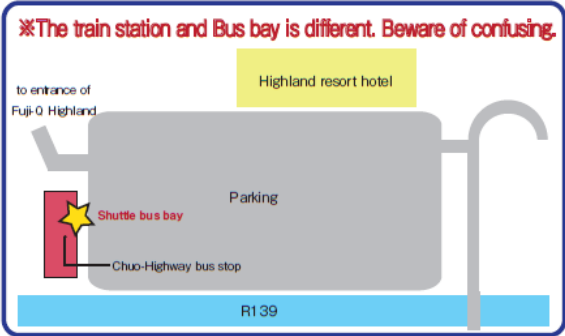 ※The train station and Bus bay is different. Beware of confusing.
Highland resort hotel
to entrance of
Fuji-Q Highland
Parking
Shuttle bus bay
Chuo-Highway bus stop
R139